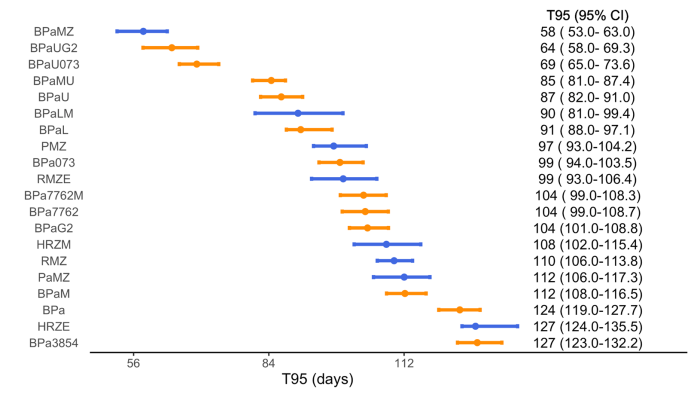 T95 (95% CI)
BPaMZ 58 ( 53.0- 63.0)
BPaUG2 64 ( 58.0- 69.3)
BPaU073 69 ( 65.0- 73.6)
BPaMU 85 ( 81.0- 87.4)
BPaU 87 ( 82.0- 91.0)
BPaLM 90 ( 81.0- 99.4)
BPaL 91 ( 88.0- 97.1)
PMZ 97 ( 93.0-104.2)
BPa073 99 ( 94.0-103.5)
RMZE 99 ( 93.0-106.4)
BPa7762M 104 ( 99.0-108.3)
BPa7762 104 ( 99.0-108.7)
BPaG2 104 (101.0-108.8)
HRZM 108 (102.0-115.4)
RMZ 110 (106.0-113.8)
PaMZ 112 (106.0-117.3)
BPaM 112 (108.0-116.5)
BPa 124 (119.0-127.7)
HRZE 127 (124.0-135.5)
BPa3854 127 (123.0-132.2)
56 84 112
T95 (days)